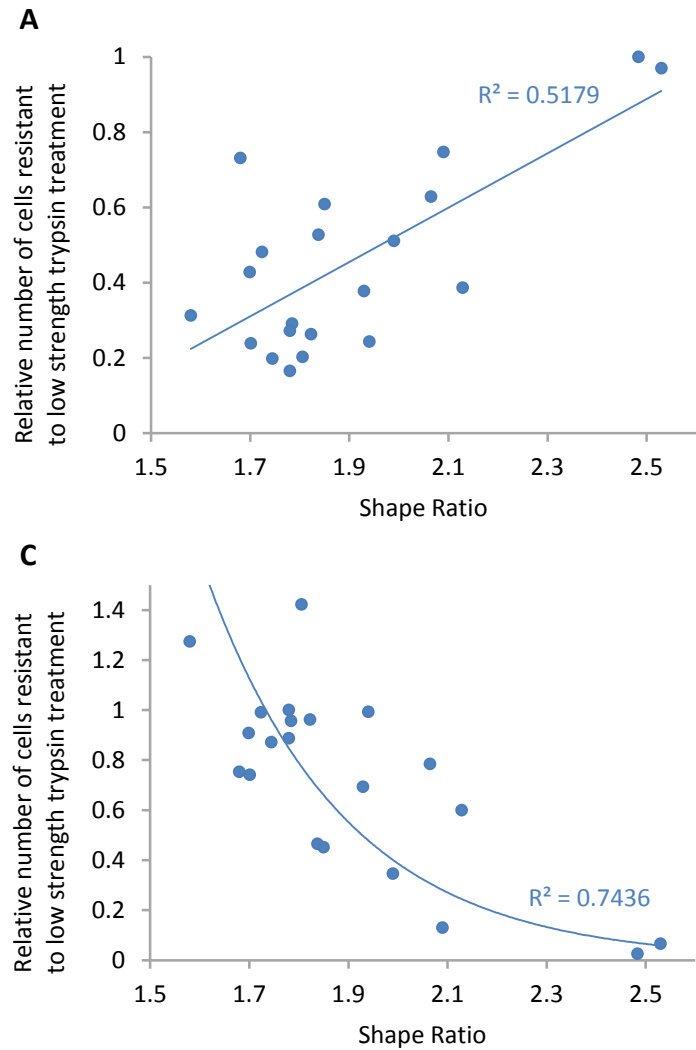 A
Relative number of cells resistant
to low strength trypsin treatment
1
0.8
0.6
0.4
0.2
0
R² = 0.5179
1.5 1.7 1.9 2.1 2.3 2.5
Shape Ratio
C
Relative number of cells resistant
to low strength trypsin treatment
1.4
1.2
1
0.8
0.6
0.4
0.2
0
R² = 0.7436
1.5 1.7 1.9 2.1 2.3 2.5
Shape Ratio